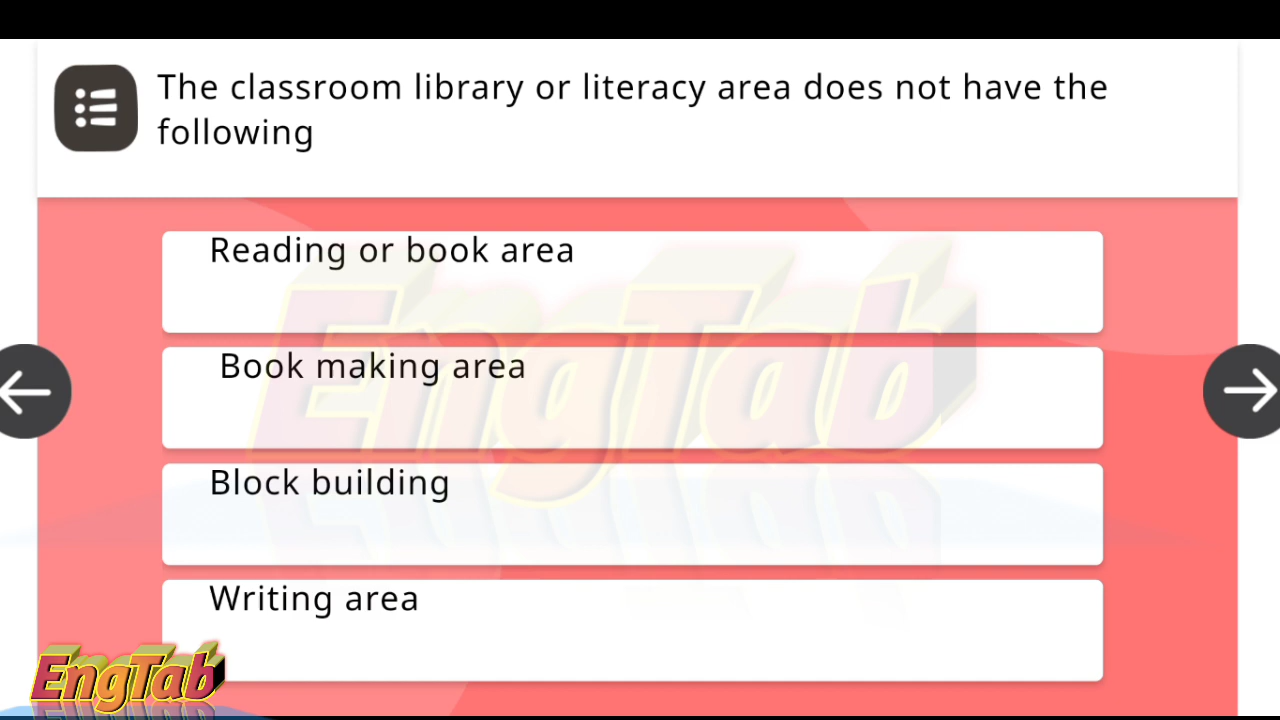 The classroom library or literacy area does not have the
following
Reading or book area
Book making area
Block building
Writing area
EngTab
EngTab